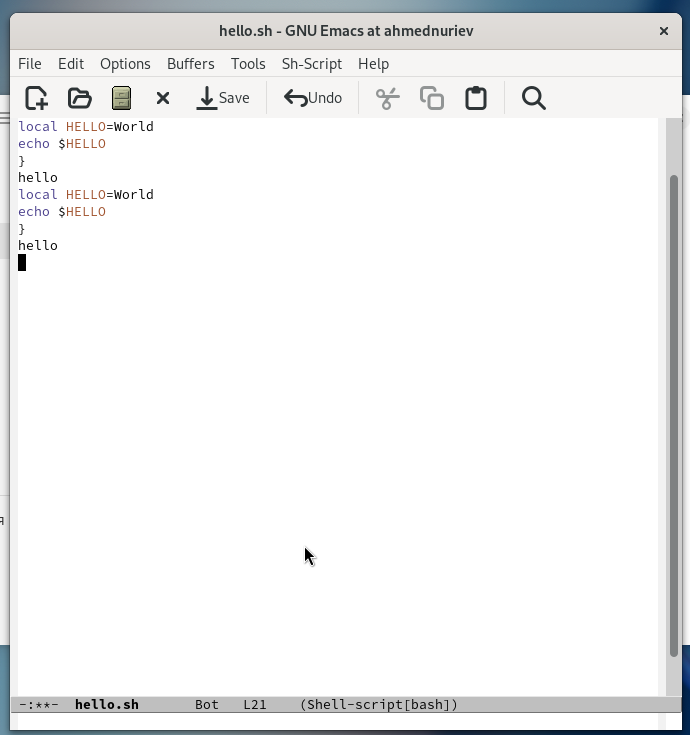 hello.sh - GNU Emacs at ahmednuriev
File Edit Options Buffers Tools Sh-Script Help
Save Undo
local HELLO=World
echo $HELLO
}
hello
local HELLO=World
echo $HELLO
}
hello
я
-:**- hello.sh Bot L21 (Shell-script[bash])